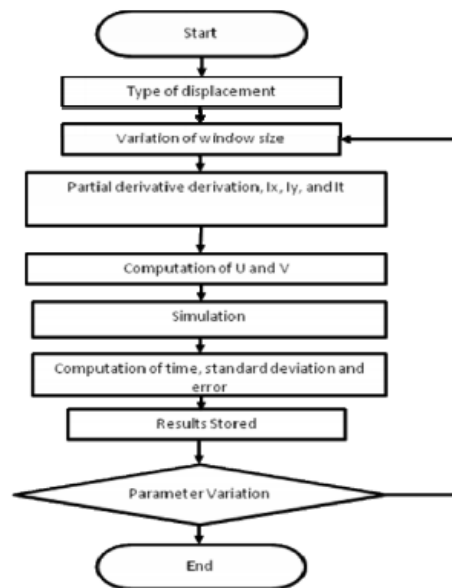 Start
Type of displacement
Variation of window size
Partial derivative derivation, Ix, Iy, and It
Computation of U and V
Simulation
Computation of time, standard deviation and
error
Results Stored
Parameter Variation
End